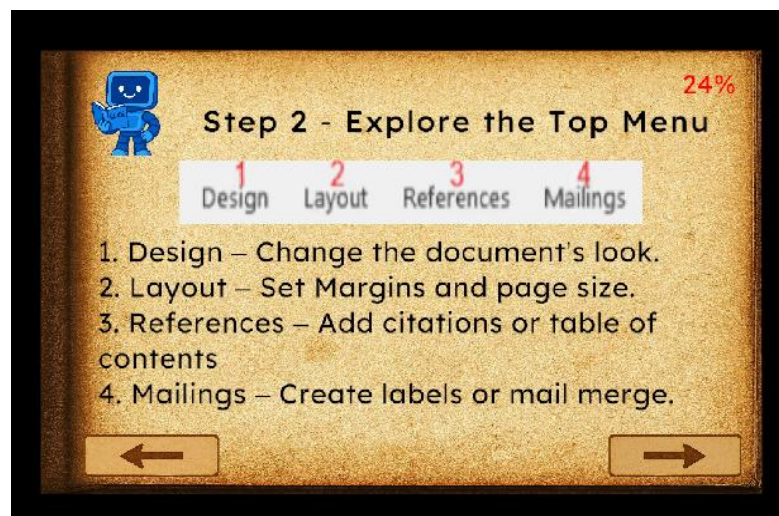 24%
Step 2 - Explore the Top Menu
1 2 3 4
Design Layout References Mailings
1. Design – Change the document's look.
2. Layout – Set Margins and page size.
3. References – Add citations or table of
contents
4. Mailings – Create labels or mail merge.